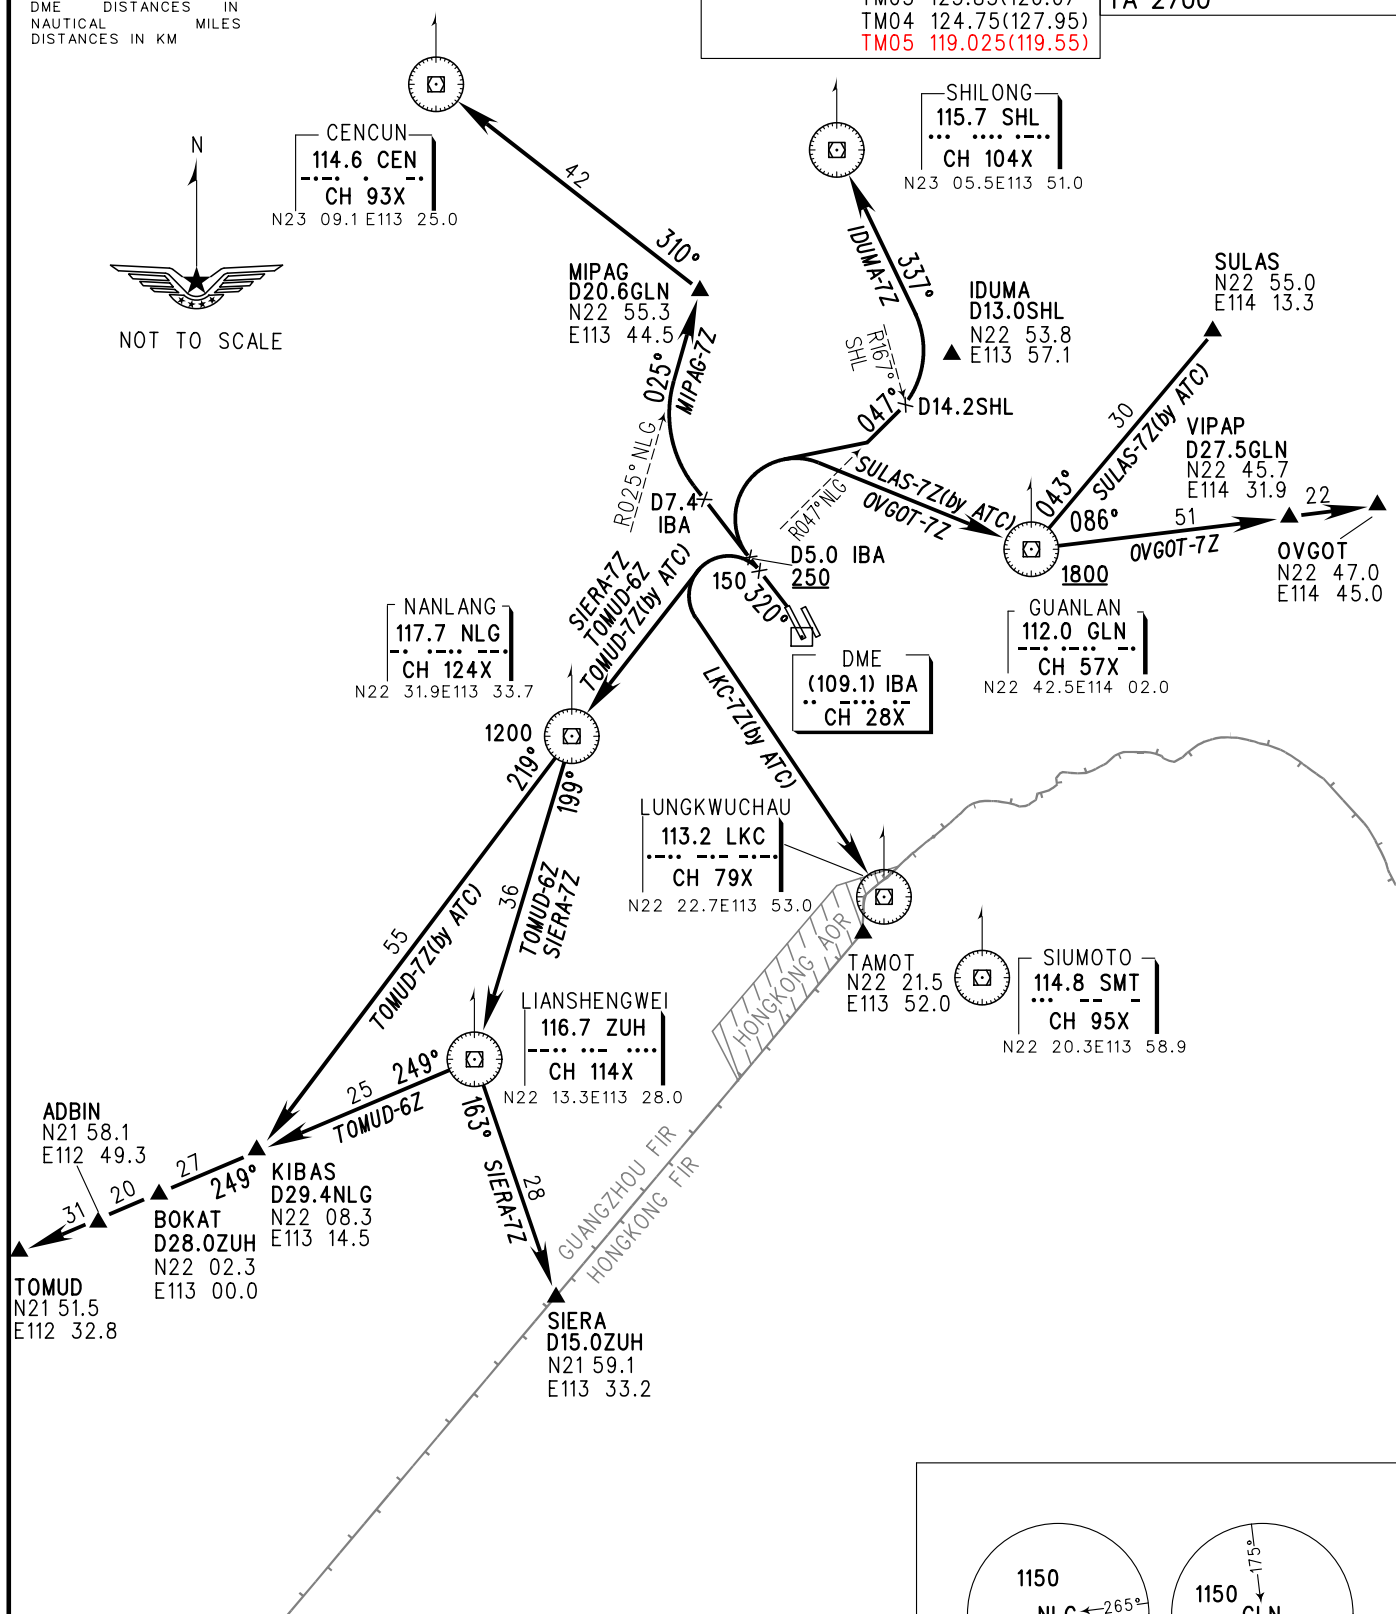 DME DISTANCES IN
NAUTICAL MILES
DISTANCES IN KM
TM04 124.75(127.95)
TM05 119.025(119.55)
TA 2700
N
NOT TO SCALE
CENCUN
114.6 CEN
CH 93X
N23 09.1 E113 25.0
SHILONG
115.7 SHL
CH 104X
N23 05.5E113 51.0
42
310°
MIPAG
D20.6GLN
N22 55.3
E113 44.5
025°
MIPAG-7Z
R025° NLG
IDUMA-7Z
337°
IDUMA
D13.0SHL
N22 53.8
E113 57.1
R167°
SHL
047°
D14.2SHL
SULAS
N22 55.0
E114 13.3
30
SULAS-7Z(by ATC)
VIPAP
D27.5GLN
N22 45.7
E114 31.9
22
D7.4
IBA
R047°NLG
SULAS-7Z(by ATC)
OVGOT-7Z
043°
086°
51
OVGOT-7Z
OVGOT
N22 47.0
E114 45.0
D5.0 IBA
250
150
320°
1800
SIERA-7Z
TOMUD-6Z
TOMUD-7Z(by ATC)
NANLANG
117.7 NLG
CH 124X
N22 31.9E113 33.7
GUANLAN
112.0 GLN
CH 57X
N22 42.5E114 02.0
DME
(109.1) IBA
CH 28X
LKC-7Z(by ATC)
1200
219°
199°
LUNGKWUCHAU
113.2 LKC
CH 79X
N22 22.7E113 53.0
55
TOMUD-7Z(by ATC)
36
TOMUD-6Z
SIERA-7Z
HONGKONG AOR
TAMOT
N22 21.5
E113 52.0
SIUMOTO
114.8 SMT
CH 95X
N22 20.3E113 58.9
LIANSHENGWEI
116.7 ZUH
CH 114X
N22 13.3E113 28.0
249°
25
TOMUD-6Z
163°
28
SIERA-7Z
ADBIN
N21 58.1
E112 49.3
27
249°
20
31
KIBAS
D29.4NLG
N22 08.3
E113 14.5
BOKAT
D28.0ZUH
N22 02.3
E113 00.0
TOMUD
N21 51.5
E112 32.8
GUANGZHOU FIR
HONGKONG FIR
SIERA
D15.0ZUH
N21 59.1
E113 33.2
1150
265°
NLG
175°
1150
GLN